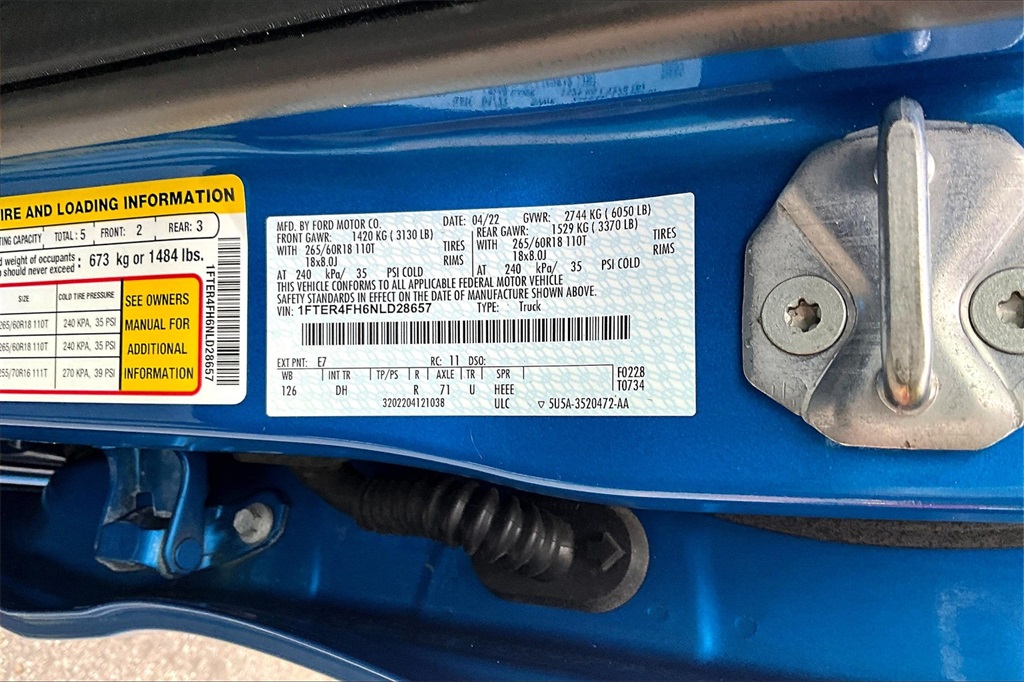 IRE AND LOADING INFORMATION
TING CAPACITY TOTAL: 5 FRONT: 2 REAR: 3
d weight of occupants
should never exceed: 673 kg or 1484 lbs.
SIZE COLD TIRE PRESSURE
265/60R18 110T 240 KPA, 35 PSI
265/60R18 110T 240 KPA, 35 PSI
255/70R16 111T 270 KPA, 39 PSI
SEE OWNERS
MANUAL FOR
ADDITIONAL
INFORMATION
1FTER4FH6NLD28657
MFD. BY FORD MOTOR CO. DATE: 04/22 GVWR: 2744 KG ( 6050 LB)
FRONT GAWR: 1420 KG ( 3130 LB) REAR GAWR: 1529 KG ( 3370 LB)
WITH 265/60R18 110T TIRES WITH 265/60R18 110T TIRES
18x8.0J RIMS 18x8.0J RIMS
AT 240 kPa/ 35 PSI COLD AT 240 kPa/ 35 PSI COLD
THIS VEHICLE CONFORMS TO ALL APPLICABLE FEDERAL MOTOR VEHICLE
SAFETY STANDARDS IN EFFECT ON THE DATE OF MANUFACTURE SHOWN ABOVE.
VIN: 1FTER4FH6NLD28657 TYPE: Truck
EXT PNT: E7 RC: 11 DSO: F0228
WB INT TR TP/PS R AXLE TR SPR T0734
126 DH R 71 U HEEE
3202204121038 ULC ▽ 5U5A-3520472-AA